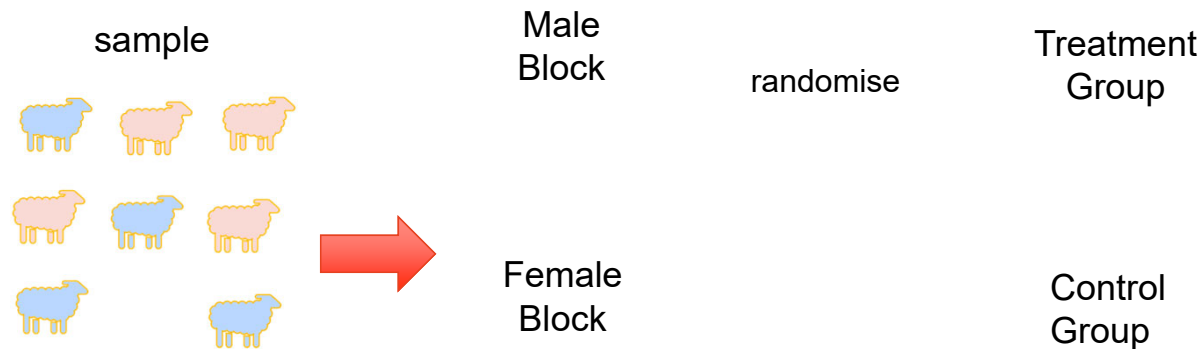 sample
Male
Block
randomise
Treatment
Group
Female
Block
Control
Group